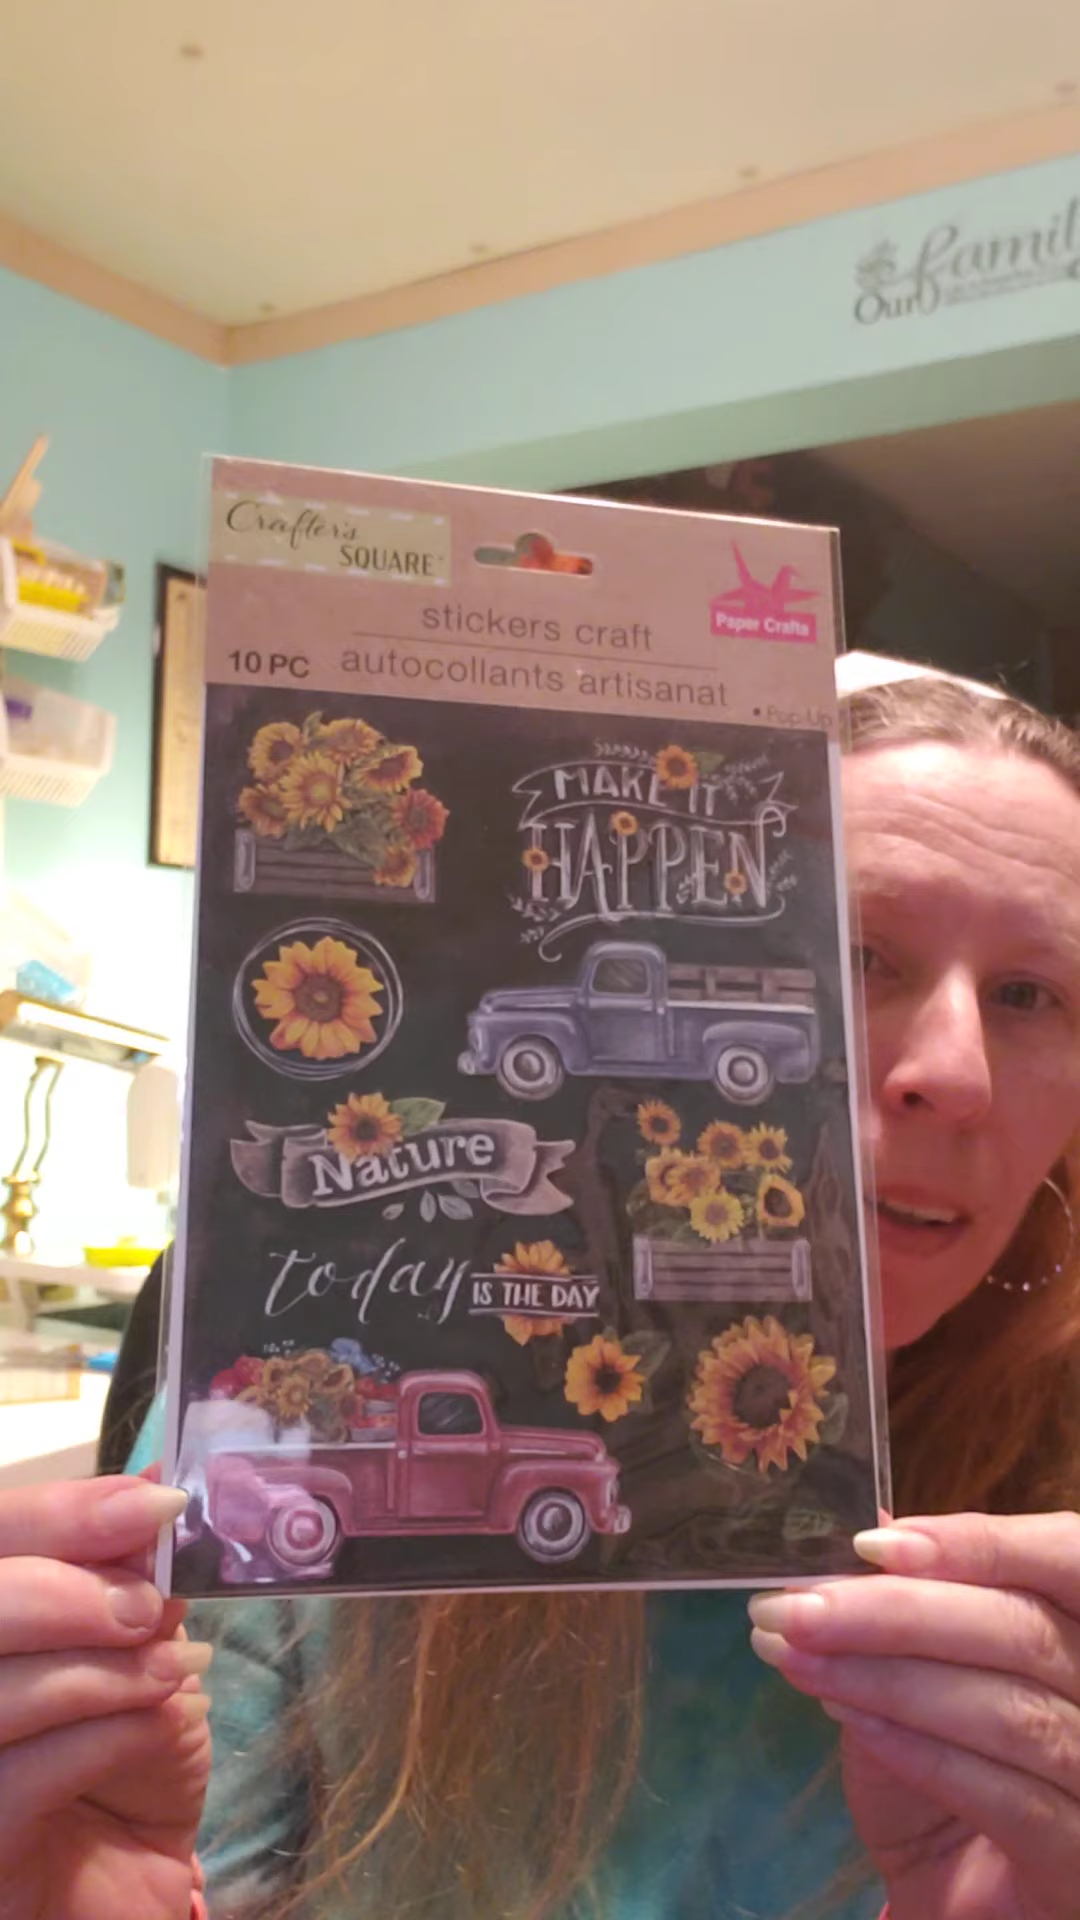 Our Famil
Crafter's
SQUARE
stickers craft
Paper Crafts
10 PC
autocollants artisanat
• Pop-Up
MAKE IT
HAPPEN
Nature
today IS THE DAY